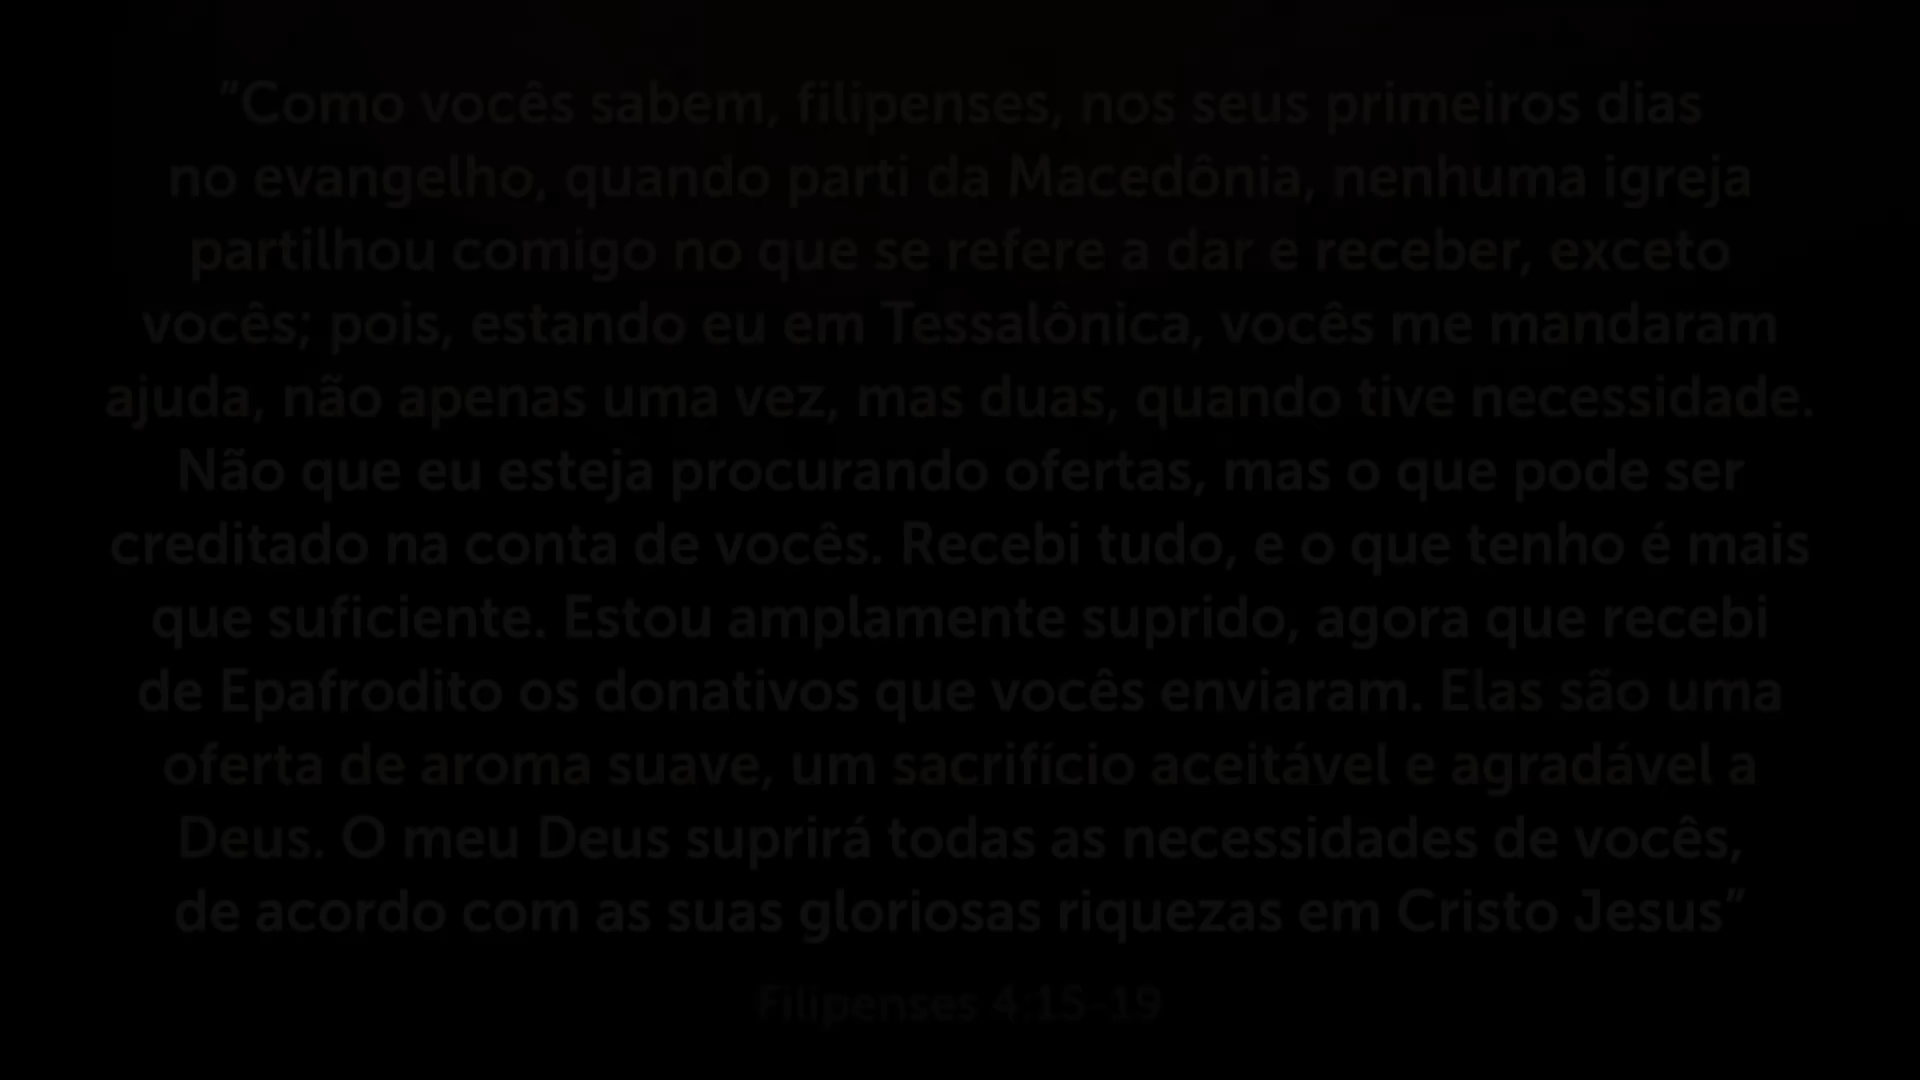 "Como vocês sabem, filipenses, nos seus primeiros dias
no evangelho, quando parti da Macedônia, nenhuma igreja
partilhou comigo no que se refere a dar e receber, exceto
vocês; pois, estando eu em Tessalônica, vocês me mandaram
ajuda, não apenas uma vez, mas duas, quando tive necessidade.
Não que eu esteja procurando ofertas, mas o que pode ser
creditado na conta de vocês. Recebi tudo, e o que tenho é mais
que suficiente. Estou amplamente suprido, agora que recebi
de Epafrodito os donativos que vocês enviaram. Elas são uma
oferta de aroma suave, um sacrifício aceitável e agradável a
Deus. O meu Deus suprirá todas as necessidades de vocês,
de acordo com as suas gloriosas riquezas em Cristo Jesus"
Filipenses 4:15-19